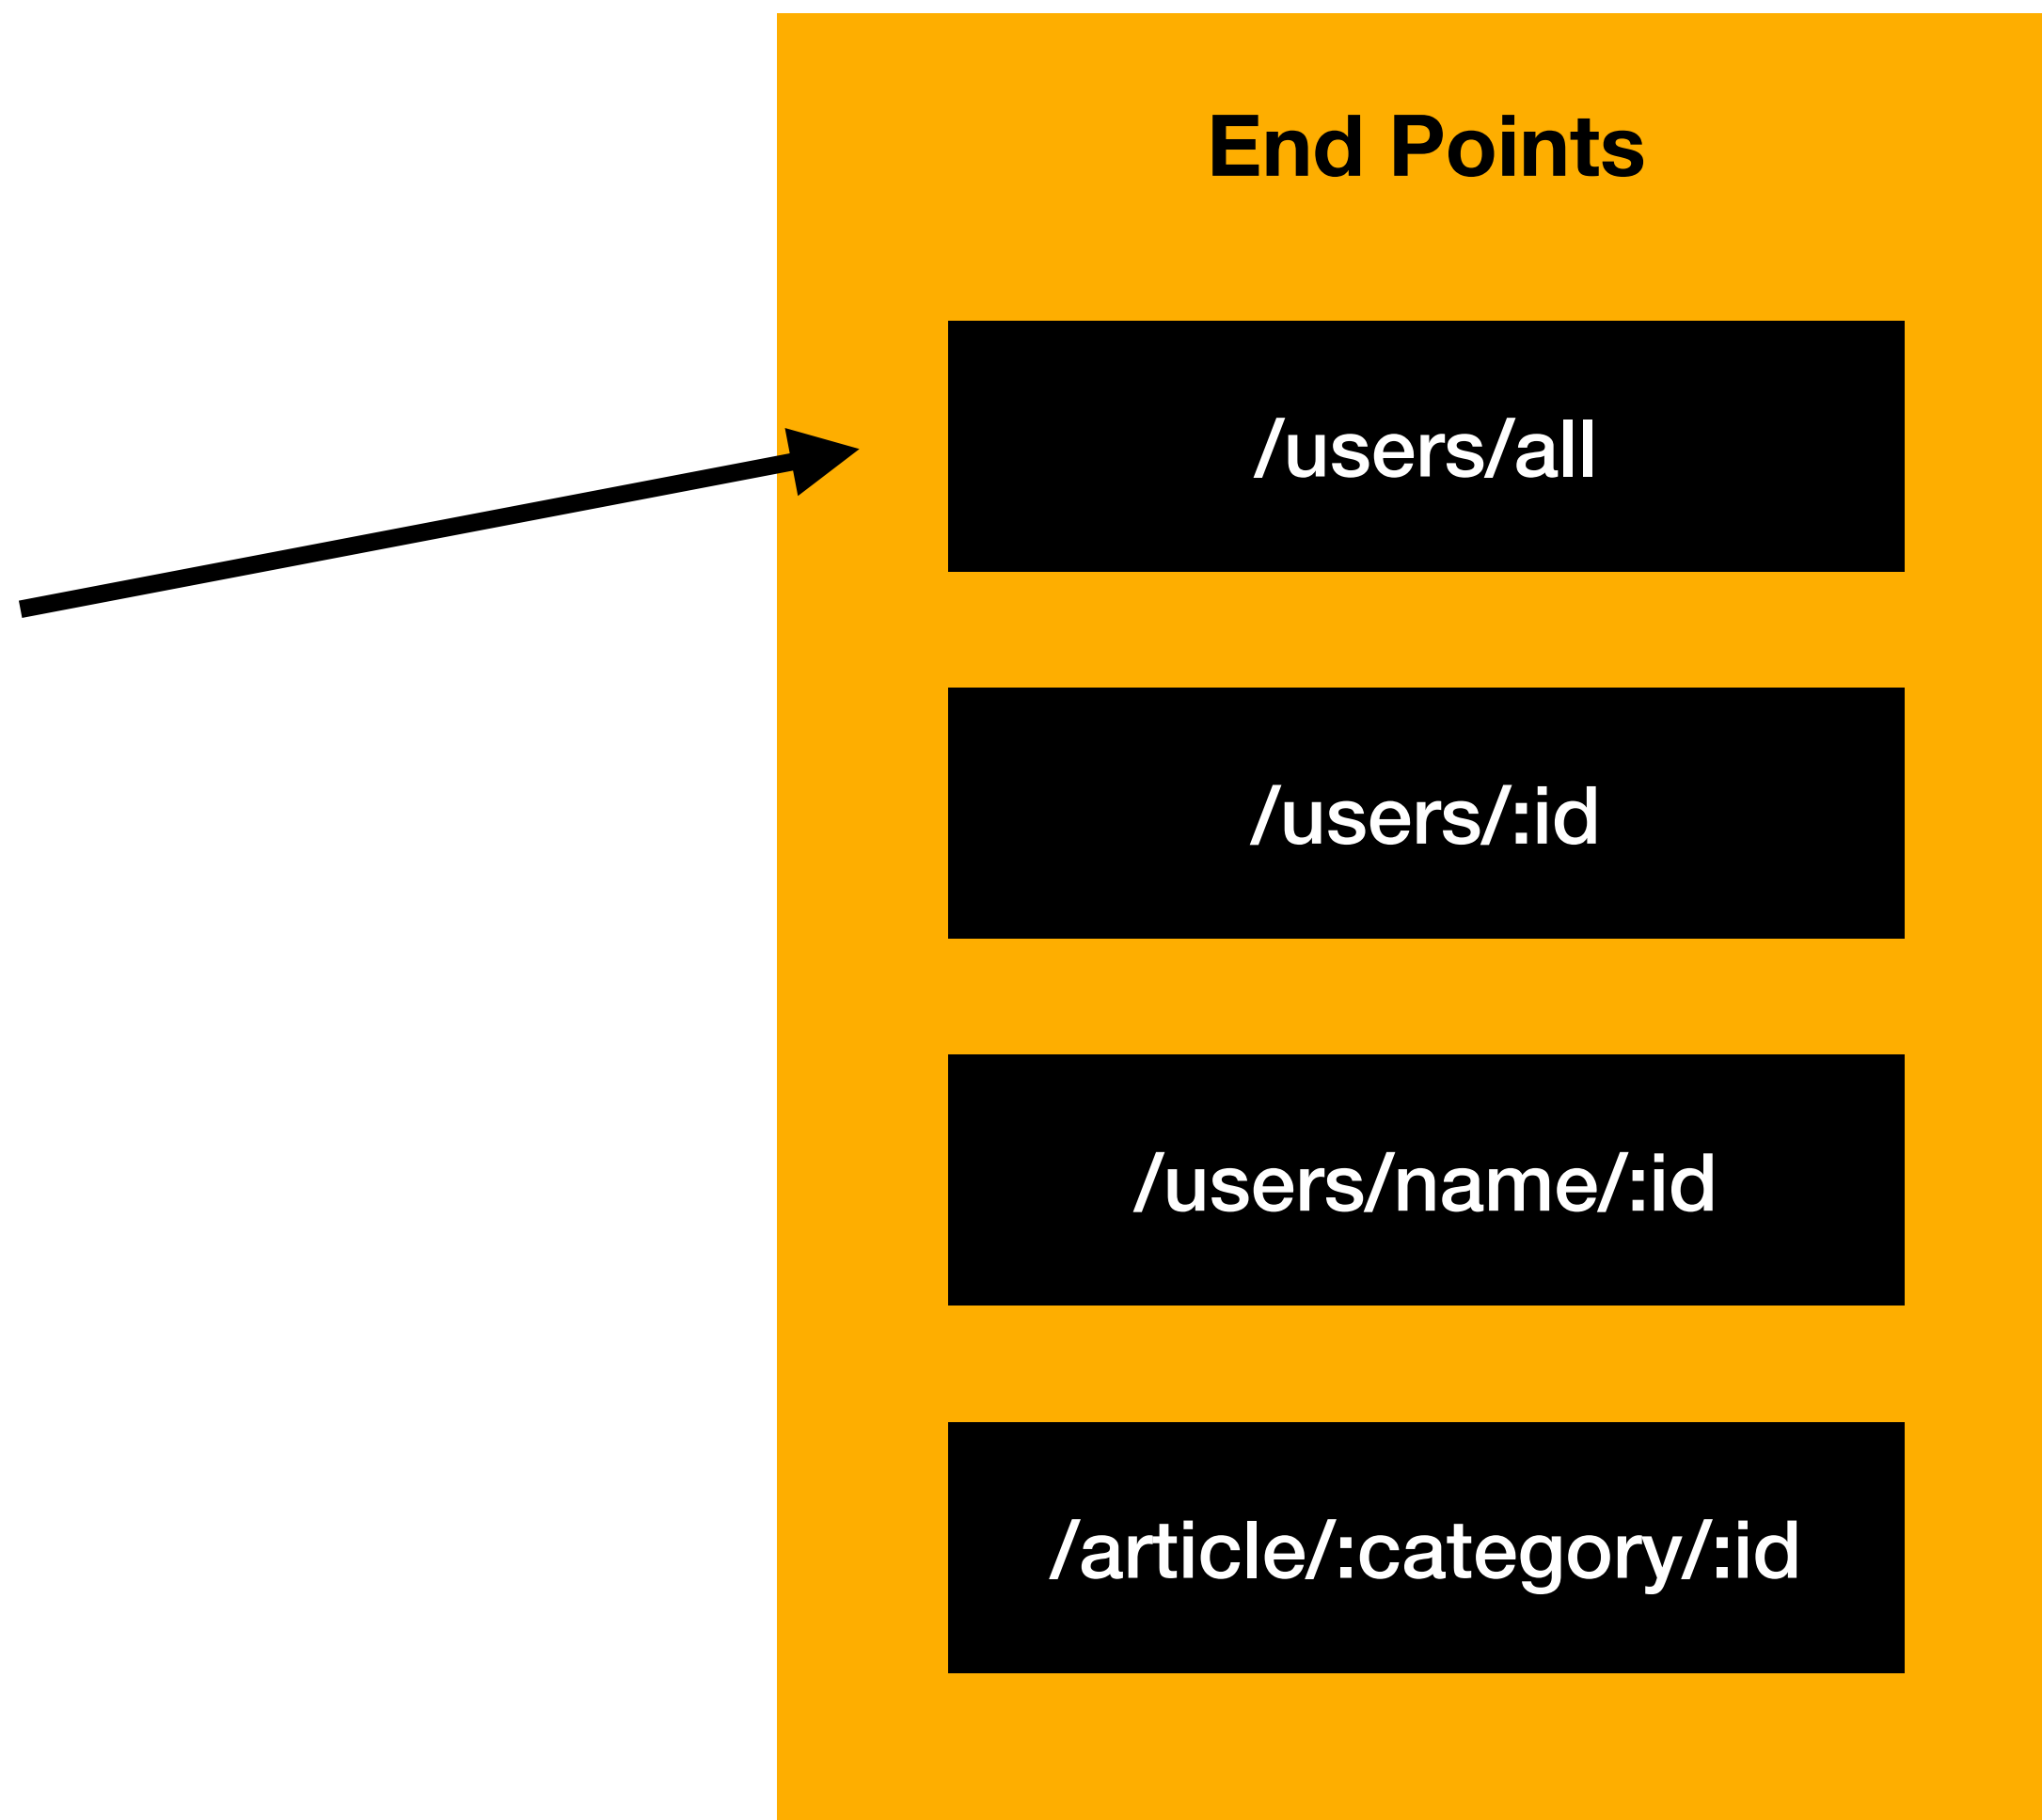 End Points
/users/all
/users/:id
/users/name/:id
/article/:category/:id